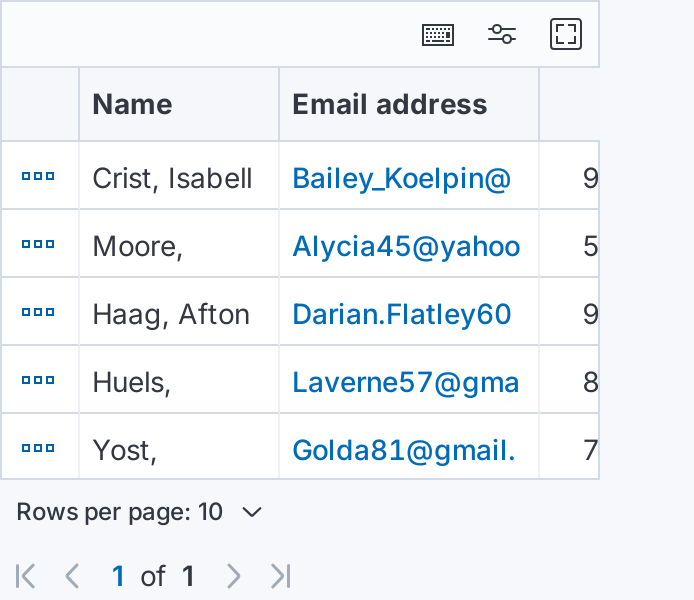 Name Email address
Crist, Isabell Bailey_Koelpin@ 9
Moore, Alycia45@yahoo 5
Haag, Afton Darian.Flatley60 9
Huels, Laverne57@gma 8
Yost, Golda81@gmail. 7
Rows per page: 10
1 of 1